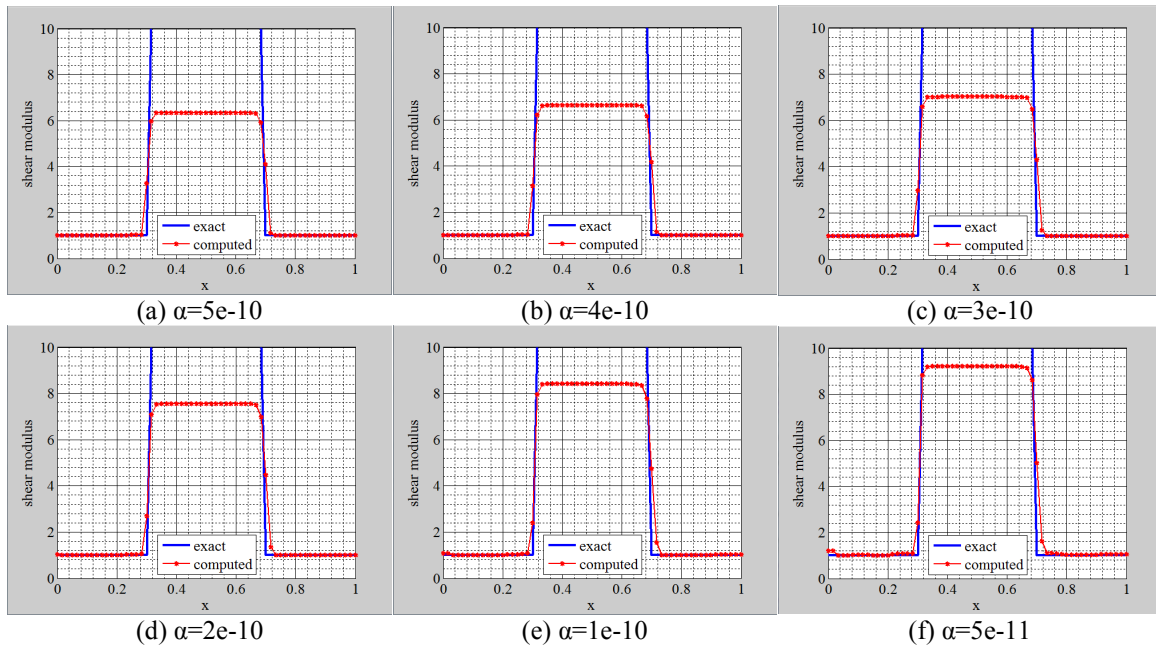 10
8
6
4
2
0
shear modulus
exact
computed
0 0.2 0.4 0.6 0.8 1
x
(a) α=5e-10
10
8
6
4
2
0
shear modulus
exact
computed
0 0.2 0.4 0.6 0.8 1
x
(b) α=4e-10
10
8
6
4
2
0
shear modulus
exact
computed
0 0.2 0.4 0.6 0.8 1
x
(c) α=3e-10
10
8
6
4
2
0
shear modulus
exact
computed
0 0.2 0.4 0.6 0.8 1
x
(d) α=2e-10
10
8
6
4
2
0
shear modulus
exact
computed
0 0.2 0.4 0.6 0.8 1
x
(e) α=1e-10
10
8
6
4
2
0
shear modulus
exact
computed
0 0.2 0.4 0.6 0.8 1
x
(f) α=5e-11